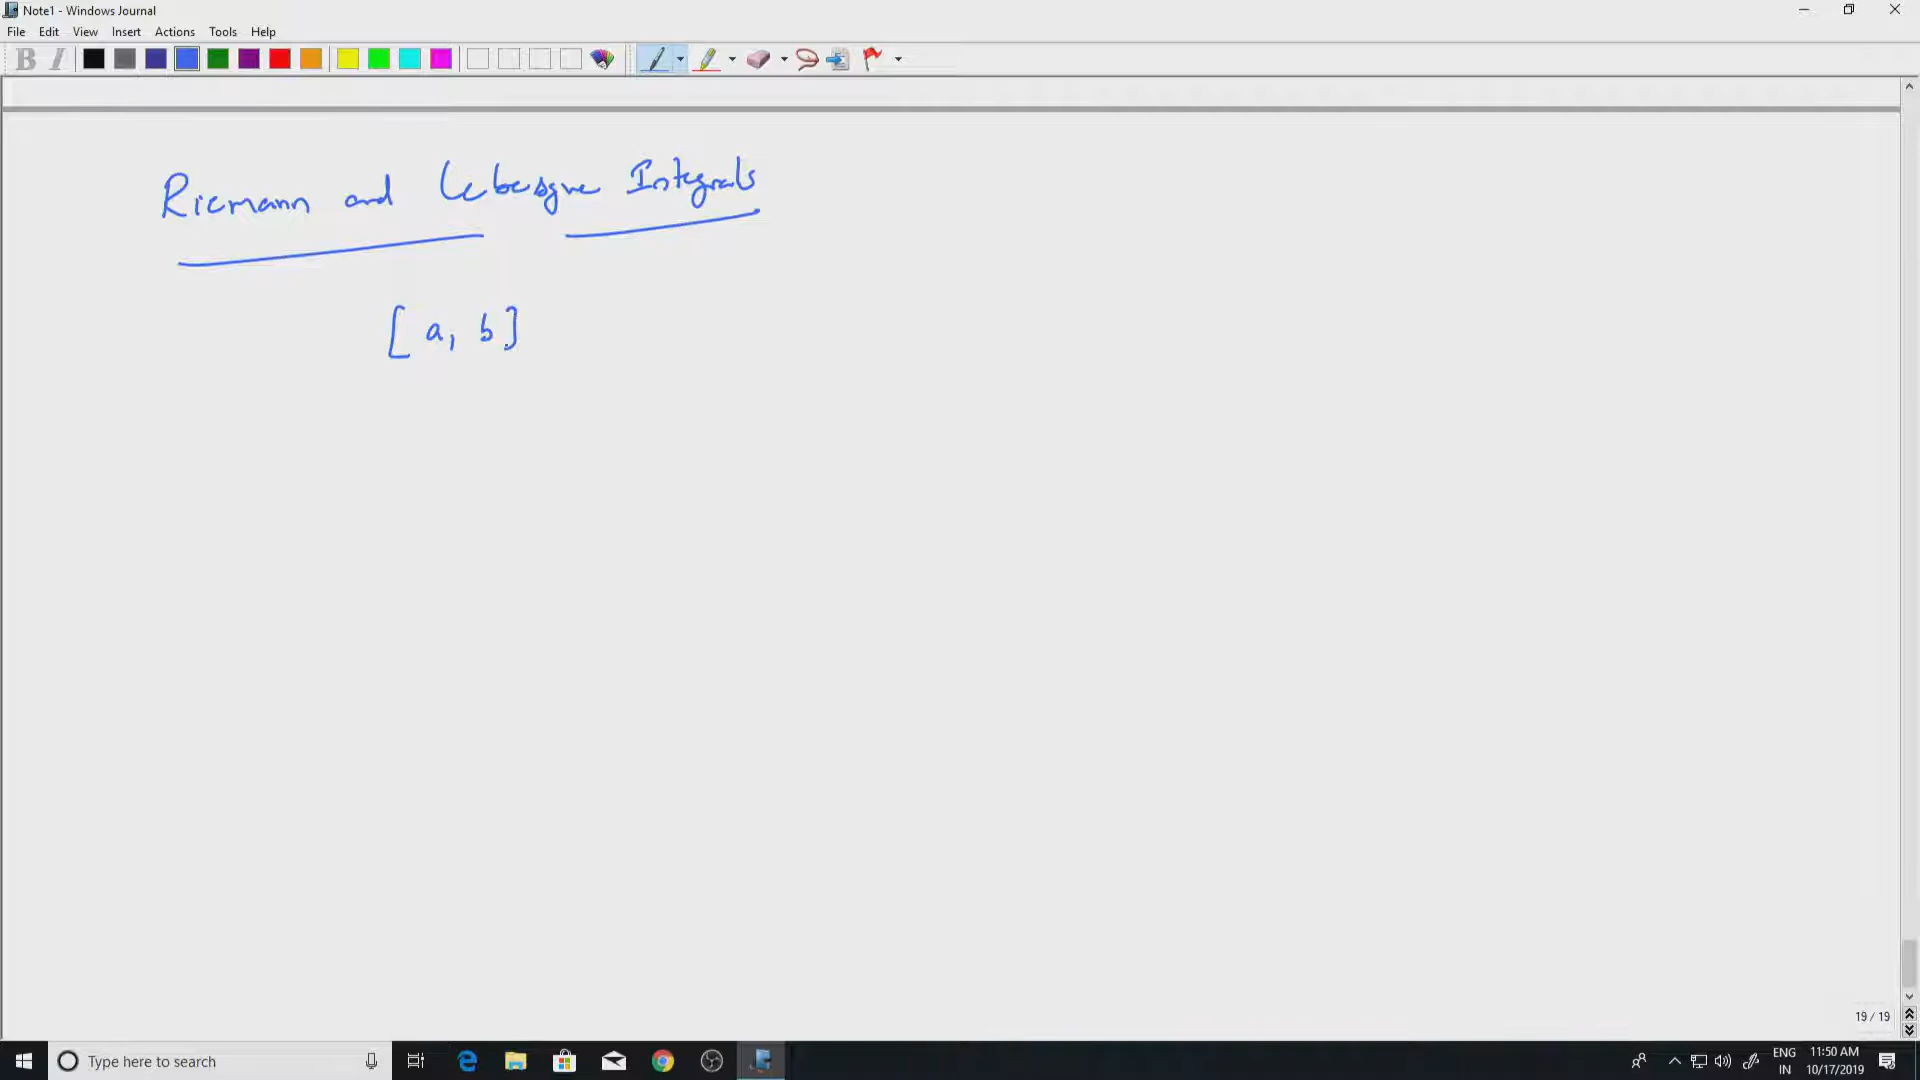 Note1 - Windows Journal
File Edit View Insert Actions Tools Help
B I
Riemann and Lebesgue Integrals
[a, b]
19 / 19
Type here to search
ENG 11:50 AM
IN 10/17/2019